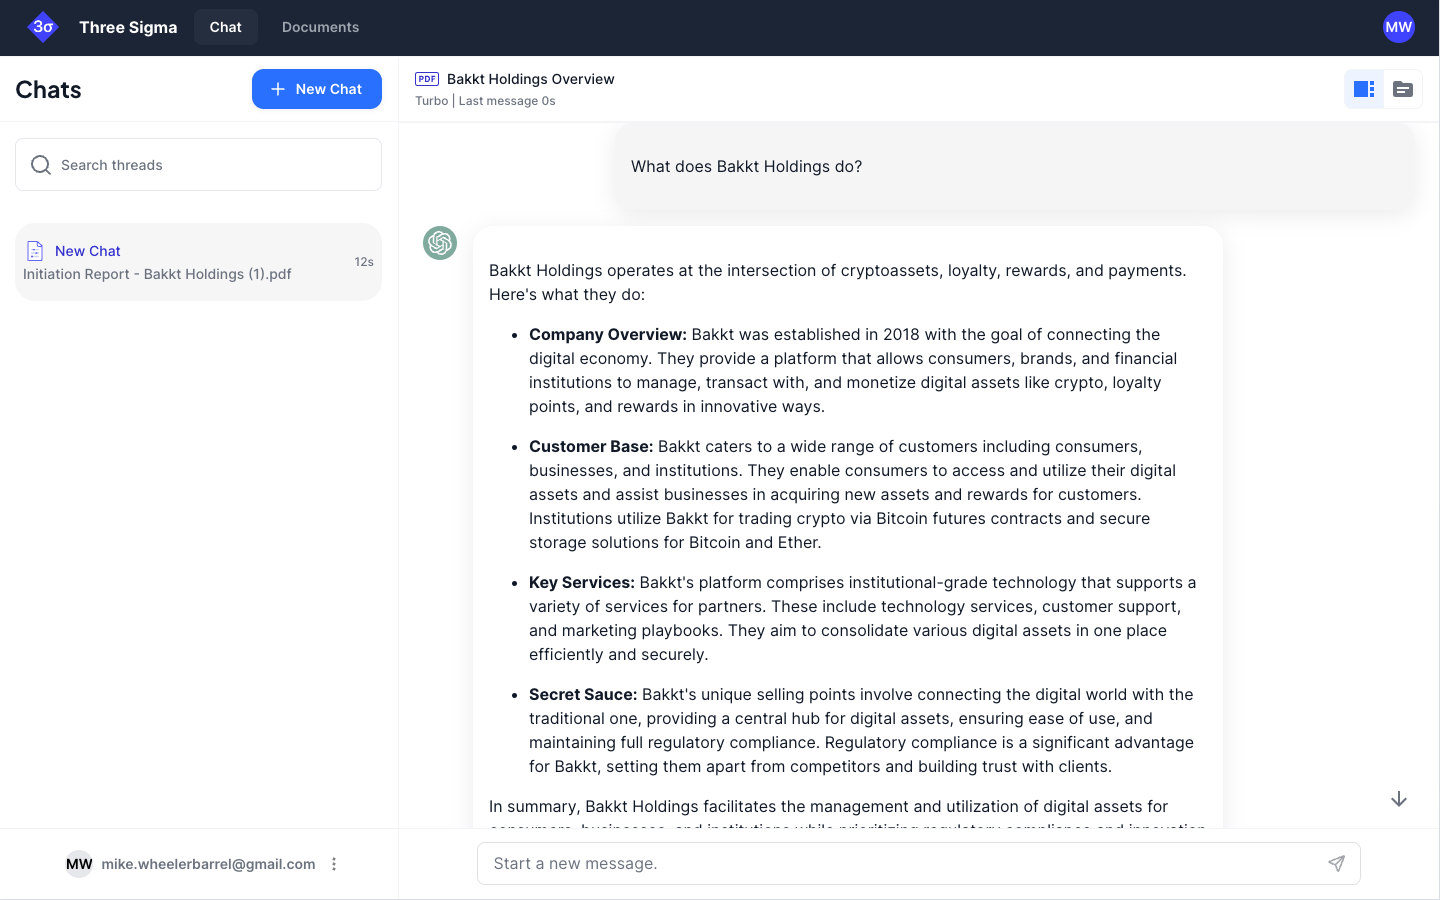 3σ Three Sigma Chat Documents MW
Chats
+ New Chat
Search threads
New Chat
Initiation Report - Bakkt Holdings (1).pdf
12s
MW mike.wheelerbarrel@gmail.com
PDF Bakkt Holdings Overview
Turbo | Last message 0s
What does Bakkt Holdings do?
Bakkt Holdings operates at the intersection of cryptoassets, loyalty, rewards, and payments.
Here's what they do:
• Company Overview: Bakkt was established in 2018 with the goal of connecting the
digital economy. They provide a platform that allows consumers, brands, and financial
institutions to manage, transact with, and monetize digital assets like crypto, loyalty
points, and rewards in innovative ways.
• Customer Base: Bakkt caters to a wide range of customers including consumers,
businesses, and institutions. They enable consumers to access and utilize their digital
assets and assist businesses in acquiring new assets and rewards for customers.
Institutions utilize Bakkt for trading crypto via Bitcoin futures contracts and secure
storage solutions for Bitcoin and Ether.
• Key Services: Bakkt's platform comprises institutional-grade technology that supports a
variety of services for partners. These include technology services, customer support,
and marketing playbooks. They aim to consolidate various digital assets in one place
efficiently and securely.
• Secret Sauce: Bakkt's unique selling points involve connecting the digital world with the
traditional one, providing a central hub for digital assets, ensuring ease of use, and
maintaining full regulatory compliance. Regulatory compliance is a significant advantage
for Bakkt, setting them apart from competitors and building trust with clients.
In summary, Bakkt Holdings facilitates the management and utilization of digital assets for
consumers, businesses, and institutions while prioritizing regulatory compliance and innovation
Start a new message.